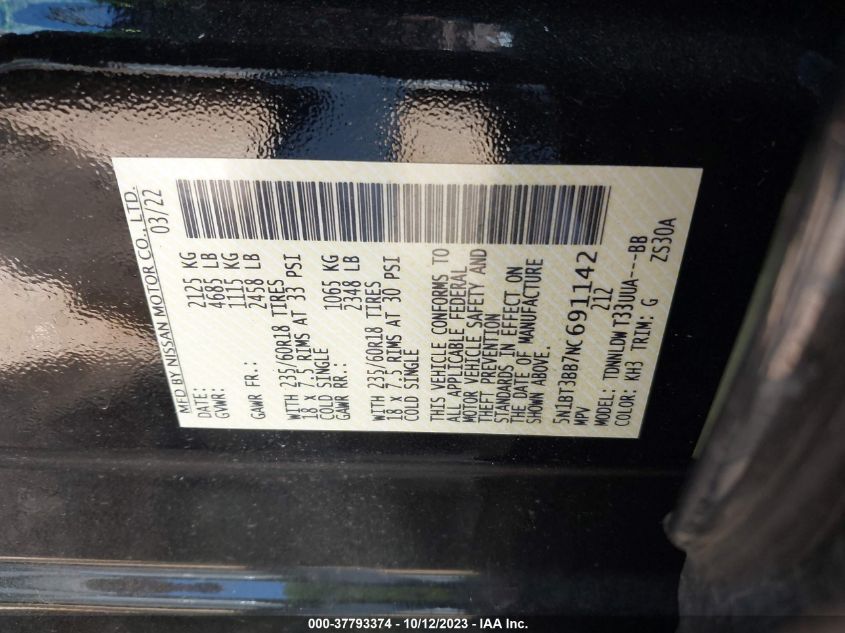 MFD BY NISSAN MOTOR CO., LTD.
DATE: 03/22
GVWR: 2125 KG
4685 LB
GAWR FR.: 1115 KG
2458 LB
WITH 235/60R18 TIRES
18 x 7.5 RIMS AT 33 PSI
COLD SINGLE
GAWR RR.: 1065 KG
2348 LB
WITH 235/60R18 TIRES
18 x 7.5 RIMS AT 30 PSI
COLD SINGLE
THIS VEHICLE CONFORMS TO
ALL APPLICABLE FEDERAL
MOTOR VEHICLE SAFETY AND
THEFT PREVENTION
STANDARDS IN EFFECT ON
THE DATE OF MANUFACTURE
SHOWN ABOVE.
5N1BT3BB7NC691142
MPV 212
MODEL: TDNNLDW T33UUA----BB
COLOR: KH3 TRIM: G ZS30A
000-37793374 - 10/12/2023 - IAA Inc.